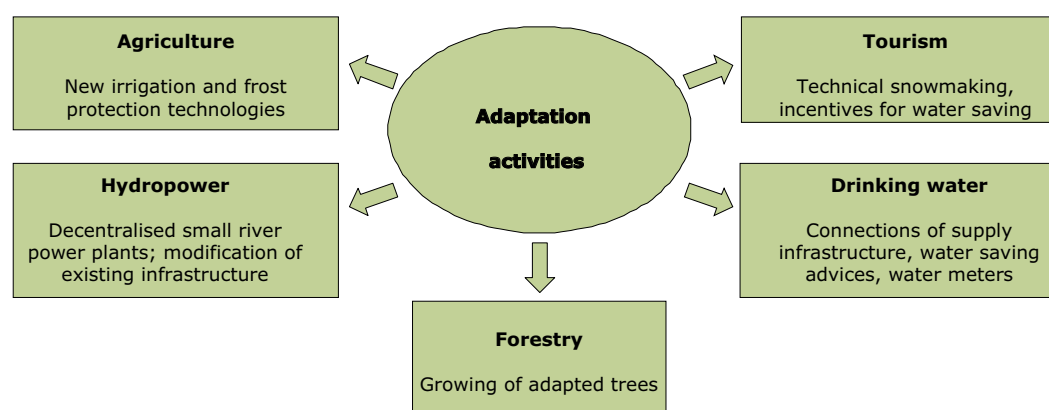 Agriculture
New irrigation and frost
protection technologies
Adaptation
activities
Tourism
Technical snowmaking,
incentives for water saving
Hydropower
Decentralised small river
power plants; modification of
existing infrastructure
Drinking water
Connections of supply
infrastructure, water saving
advices, water meters
Forestry
Growing of adapted trees